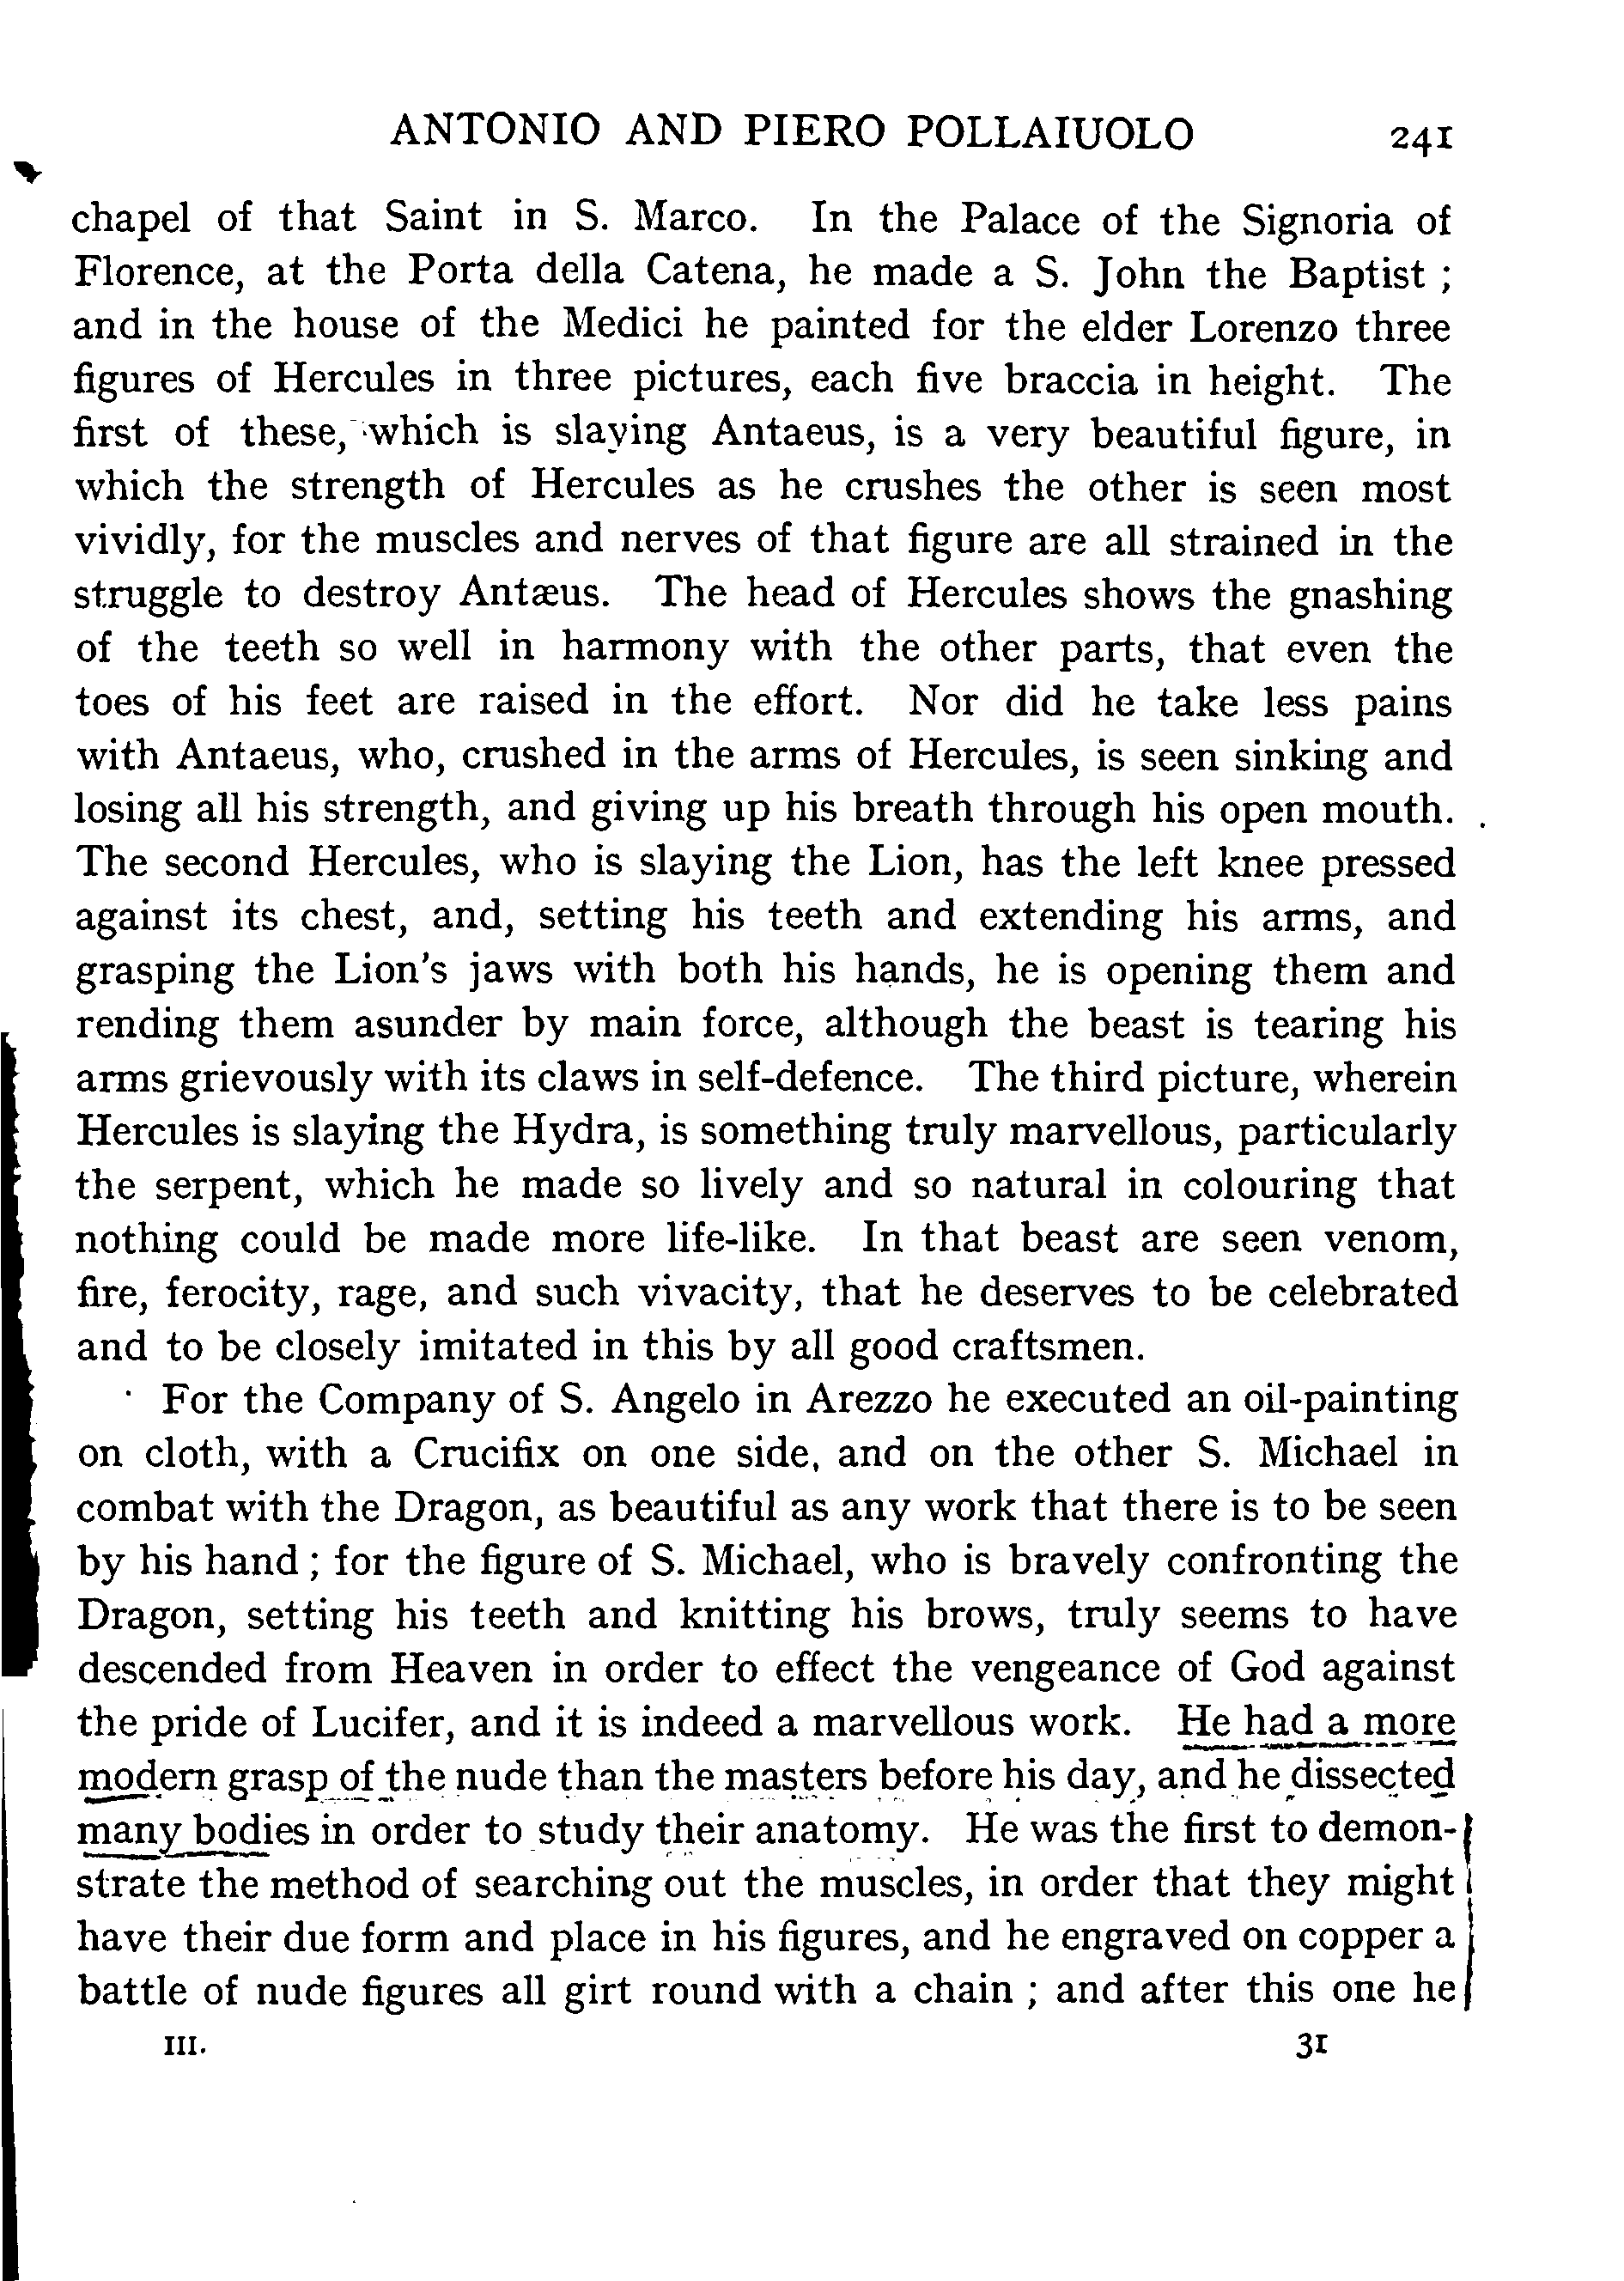 ANTONIO AND PIERO POLLAIUOLO 241
chapel of that Saint in S. Marco. In the Palace of the Signoria of
Florence, at the Porta della Catena, he made a S. John the Baptist ;
and in the house of the Medici he painted for the elder Lorenzo three
figures of Hercules in three pictures, each five braccia in height. The
first of these, which is slaying Antaeus, is a very beautiful figure, in
which the strength of Hercules as he crushes the other is seen most
vividly, for the muscles and nerves of that figure are all strained in the
struggle to destroy Antæus. The head of Hercules shows the gnashing
of the teeth so well in harmony with the other parts, that even the
toes of his feet are raised in the effort. Nor did he take less pains
with Antaeus, who, crushed in the arms of Hercules, is seen sinking and
losing all his strength, and giving up his breath through his open mouth.
The second Hercules, who is slaying the Lion, has the left knee pressed
against its chest, and, setting his teeth and extending his arms, and
grasping the Lion's jaws with both his hands, he is opening them and
rending them asunder by main force, although the beast is tearing his
arms grievously with its claws in self-defence. The third picture, wherein
Hercules is slaying the Hydra, is something truly marvellous, particularly
the serpent, which he made so lively and so natural in colouring that
nothing could be made more life-like. In that beast are seen venom,
fire, ferocity, rage, and such vivacity, that he deserves to be celebrated
and to be closely imitated in this by all good craftsmen.
For the Company of S. Angelo in Arezzo he executed an oil-painting
on cloth, with a Crucifix on one side, and on the other S. Michael in
combat with the Dragon, as beautiful as any work that there is to be seen
by his hand ; for the figure of S. Michael, who is bravely confronting the
Dragon, setting his teeth and knitting his brows, truly seems to have
descended from Heaven in order to effect the vengeance of God against
the pride of Lucifer, and it is indeed a marvellous work. He had a more
modern grasp of the nude than the masters before his day, and he dissected
many bodies in order to study their anatomy. He was the first to demon-
strate the method of searching out the muscles, in order that they might
have their due form and place in his figures, and he engraved on copper a
battle of nude figures all girt round with a chain ; and after this one he
III. 31